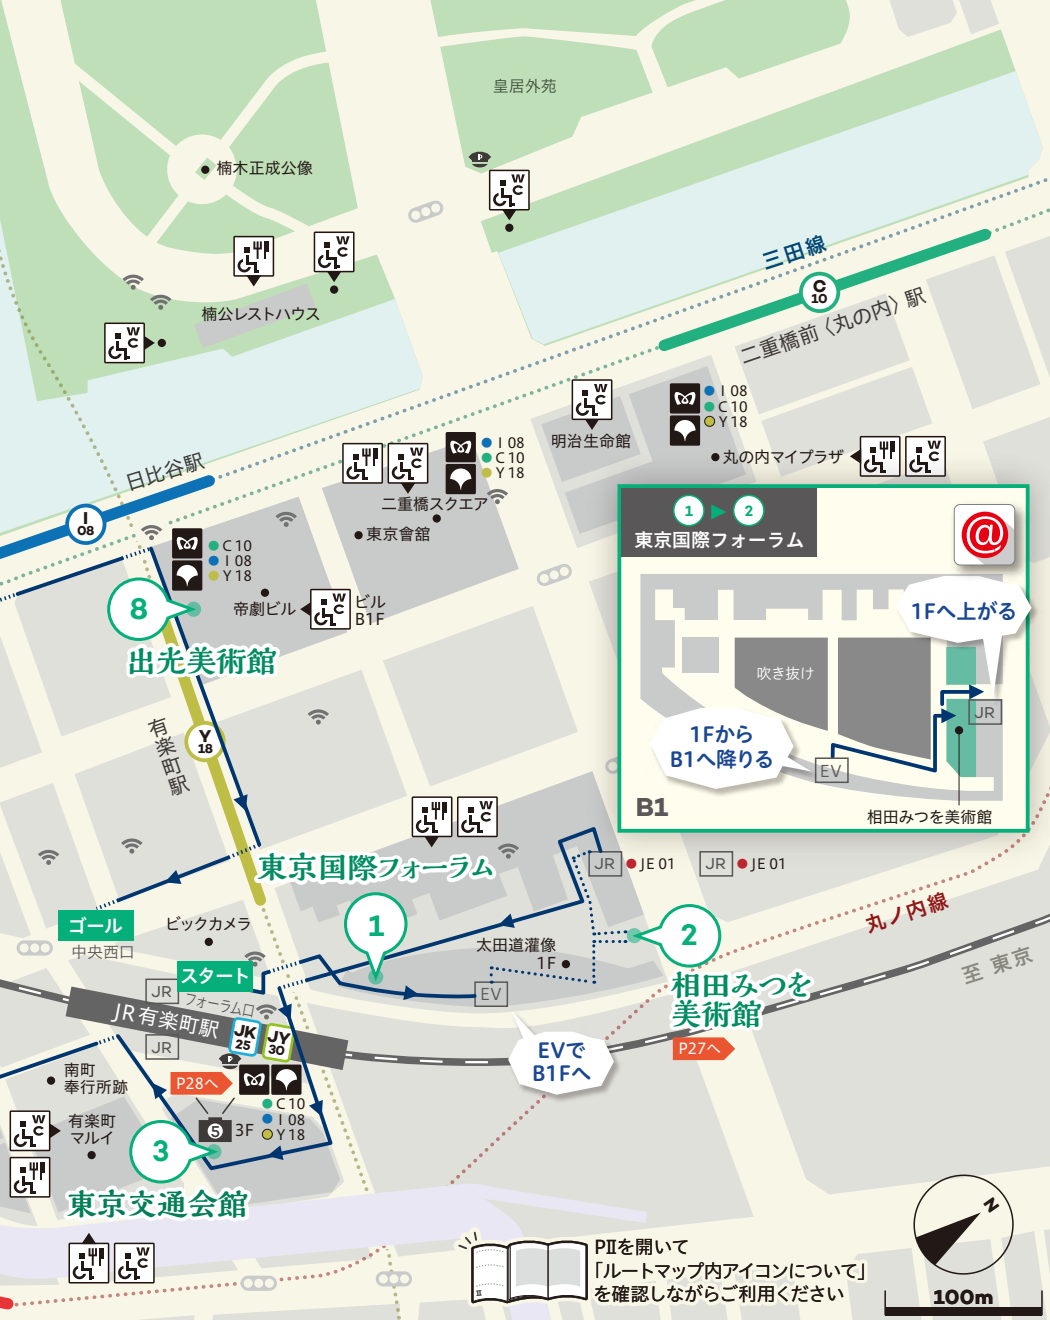 皇居外苑
楠木正成公像
P
WC
WC
楠公レストハウス
WC
三田線
C
10
二重橋前〈丸の内〉駅
WC
明治生命館
I 08
C 10
Y 18
丸の内マイプラザ
WC
日比谷駅
I
08
WC
I 08
C 10
Y 18
二重橋スクエア
東京會館
C 10
I 08
Y 18
8
出光美術館
帝劇ビル
WC
ビル
B1F
有楽町駅
Y
18
1
2
東京国際フォーラム
@
1Fへ上がる
吹き抜け
JR
1Fから
B1へ降りる
EV
B1
相田みつを美術館
WC
東京国際フォーラム
JR
JE 01
JR
JE 01
丸ノ内線
至 東京
1
2
相田みつを
美術館
P27へ
太田道灌像
1F
EV
EVで
B1Fへ
ゴール
中央西口
ビックカメラ
スタート
JR
フォーラム口
JR有楽町駅
JK
25
JY
30
JR
P
P28へ
C 10
I 08
Y 18
5
3F
南町
奉行所跡
WC
有楽町
マルイ
3
東京交通会館
WC
II
PIIを開いて
「ルートマップ内アイコンについて」
を確認しながらご利用ください
N
100m